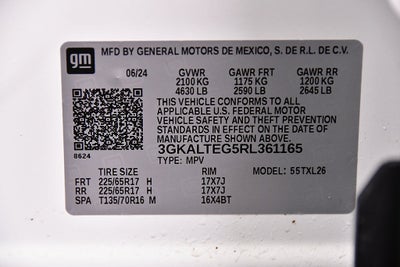 gm MFD BY GENERAL MOTORS DE MEXICO, S. DE R.L. DE C.V.
06/24 GVWR GAWR FRT GAWR RR
2100 KG 1175 KG 1200 KG
4630 LB 2590 LB 2645 LB
THIS VEHICLE CONFORMS TO ALL
APPLICABLE U.S. FEDERAL MOTOR
VEHICLE SAFETY AND THEFT PREVENTION
STANDARDS IN EFFECT ON THE DATE OF
MANUFACTURE SHOWN ABOVE.
8624 3GKALTEG5RL361165
TYPE: MPV
TIRE SIZE RIM MODEL: 5STXL26
FRT 225/65R17 H 17X7J
RR 225/65R17 H 17X7J
SPA T135/70R16 M 16X4BT